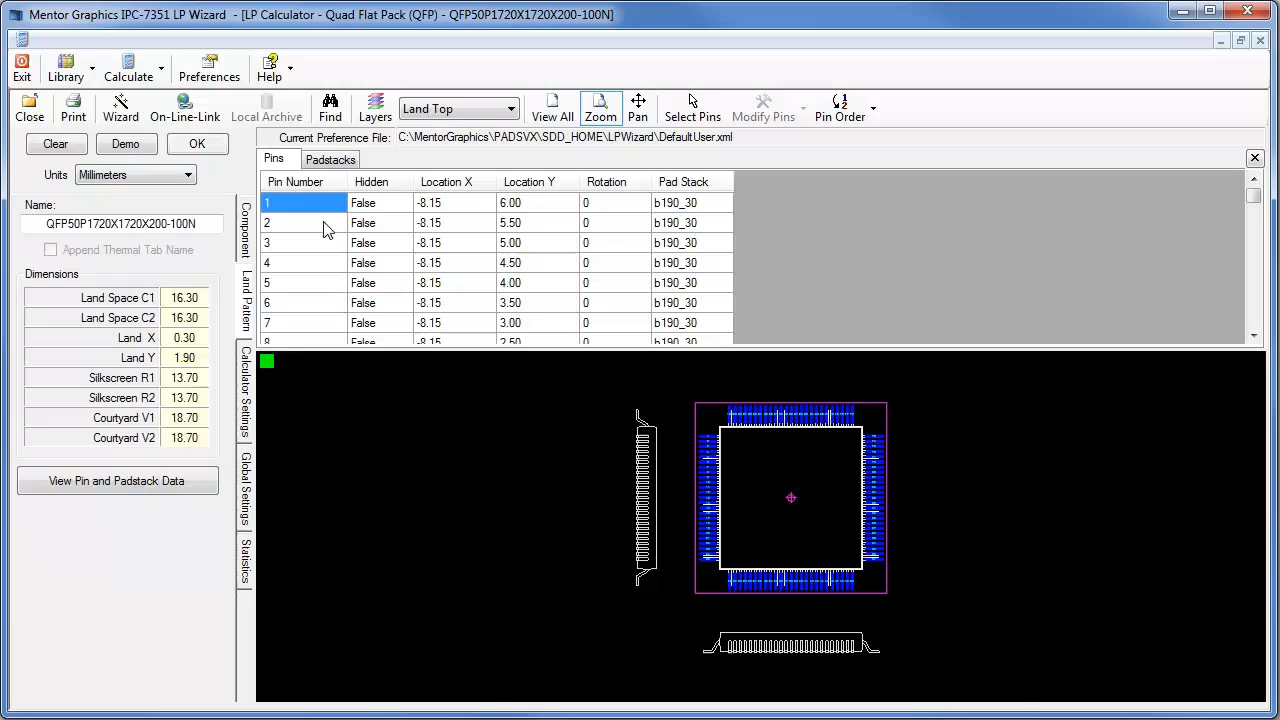 Mentor Graphics IPC-7351 LP Wizard - [LP Calculator - Quad Flat Pack (QFP) - QFP50P1720X1720X200-100N]
Exit Library Calculate Preferences Help
Close Print Wizard On-Line-Link Local Archive Find Layers Land Top View All Zoom Pan Select Pins Modify Pins Pin Order
Clear Demo OK
Current Preference File: C:\MentorGraphics\PADSVX\SDD_HOME\LPWizard\DefaultUser.xml
Units Millimeters
Pins Padstacks
Name:
QFP50P1720X1720X200-100N
Append Thermal Tab Name
Dimensions
Land Space C1 16.30
Land Space C2 16.30
Land X 0.30
Land Y 1.90
Silkscreen R1 13.70
Silkscreen R2 13.70
Courtyard V1 18.70
Courtyard V2 18.70
View Pin and Padstack Data
Component
Land Pattern
Calculator Settings
Global Settings
Statistics
Pin Number Hidden Location X Location Y Rotation Pad Stack
1 False -8.15 6.00 0 b190_30
2 False -8.15 5.50 0 b190_30
3 False -8.15 5.00 0 b190_30
4 False -8.15 4.50 0 b190_30
5 False -8.15 4.00 0 b190_30
6 False -8.15 3.50 0 b190_30
7 False -8.15 3.00 0 b190_30
8 False -8.15 2.50 0 b190_30